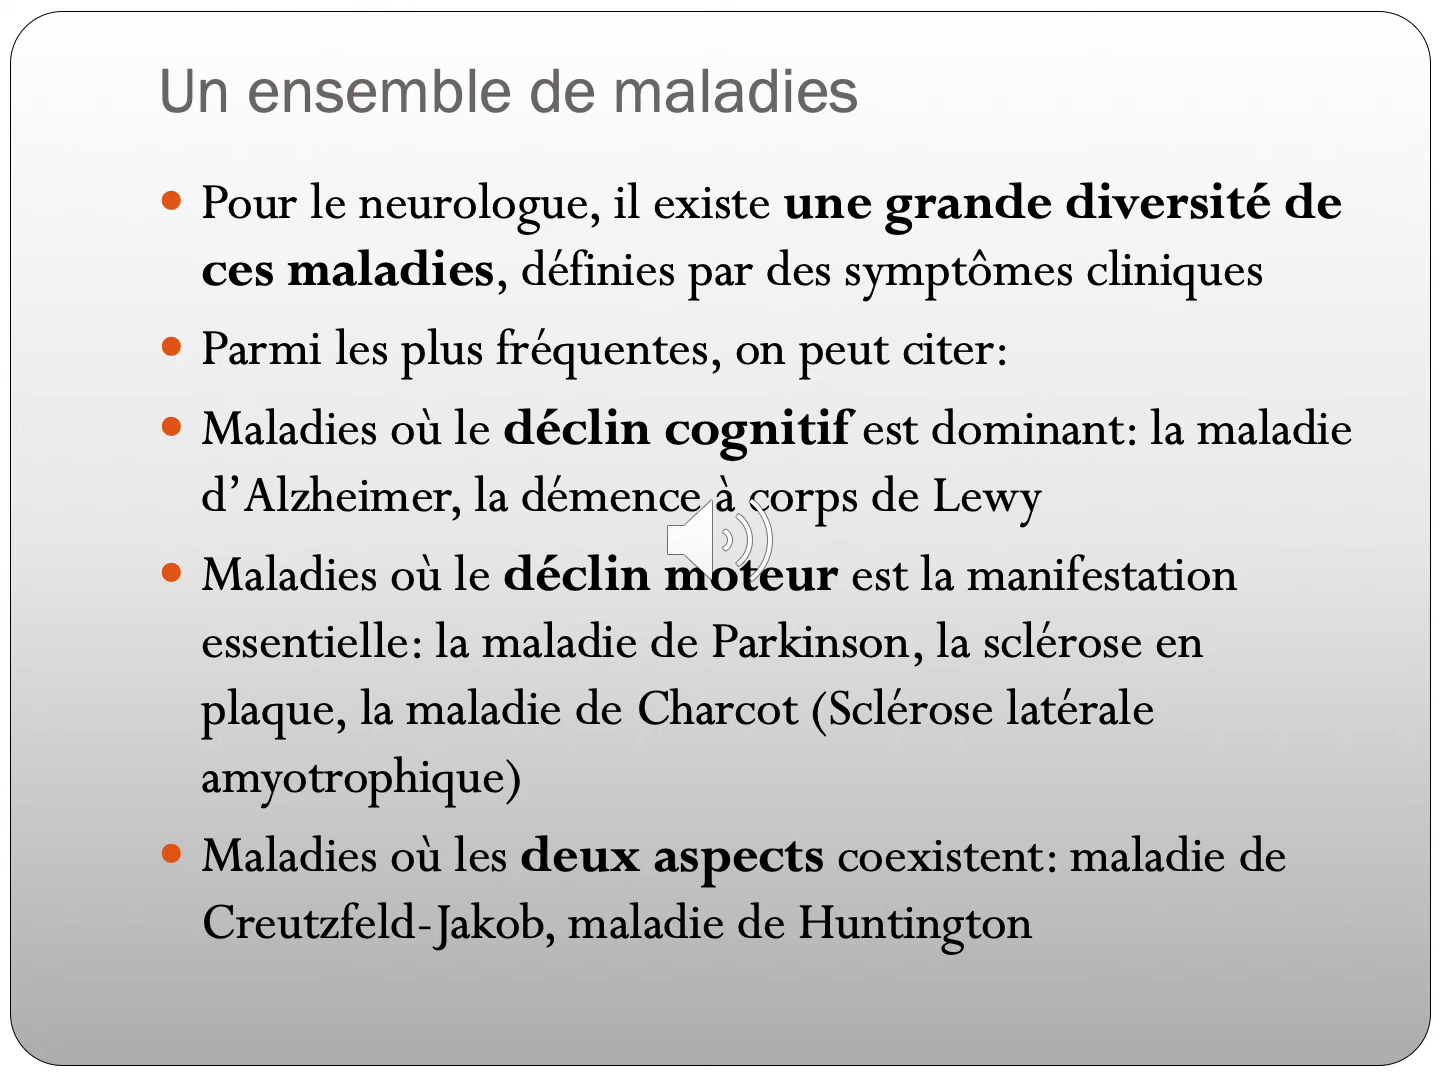 Un ensemble de maladies
Pour le neurologue, il existe une grande diversité de
ces maladies, définies par des symptômes cliniques
Parmi les plus fréquentes, on peut citer:
Maladies où le déclin cognitif est dominant: la maladie
d’Alzheimer, la démence à corps de Lewy
Maladies où le déclin moteur est la manifestation
essentielle: la maladie de Parkinson, la sclérose en
plaque, la maladie de Charcot (Sclérose latérale
amyotrophique)
Maladies où les deux aspects coexistent: maladie de
Creutzfeld-Jakob, maladie de Huntington